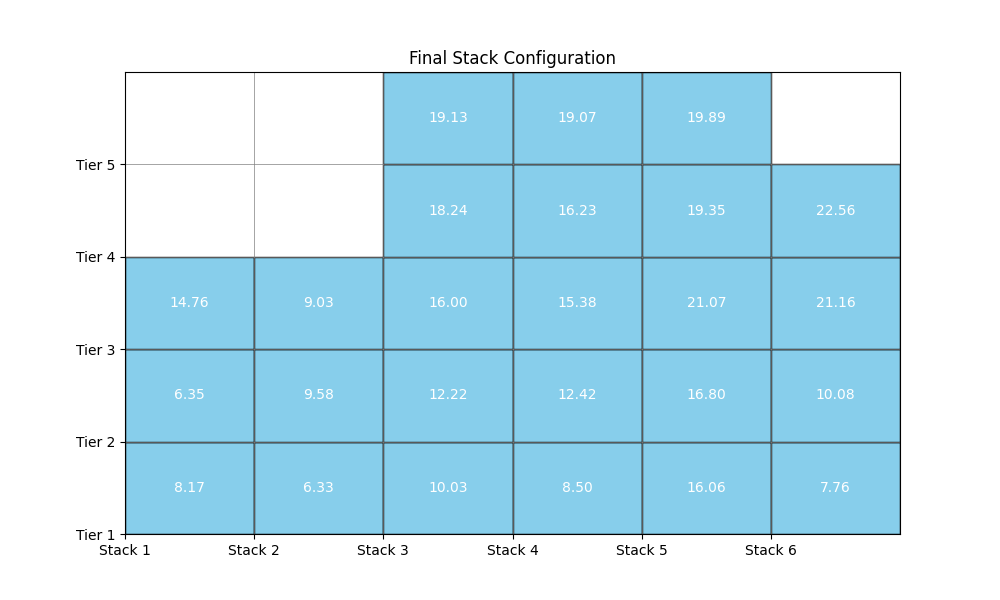 Final Stack Configuration
19.13 19.07 19.89
Tier 5
18.24 16.23 19.35 22.56
Tier 4
14.76 9.03 16.00 15.38 21.07 21.16
Tier 3
6.35 9.58 12.22 12.42 16.80 10.08
Tier 2
8.17 6.33 10.03 8.50 16.06 7.76
Tier 1
Stack 1 Stack 2 Stack 3 Stack 4 Stack 5 Stack 6